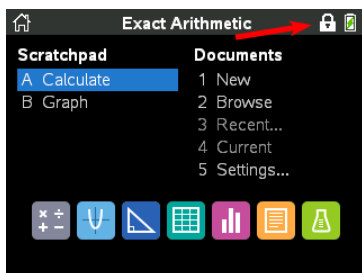 Exact Arithmetic
Scratchpad
A Calculate
B Graph
Documents
1 New
2 Browse
3 Recent...
4 Current
5 Settings...